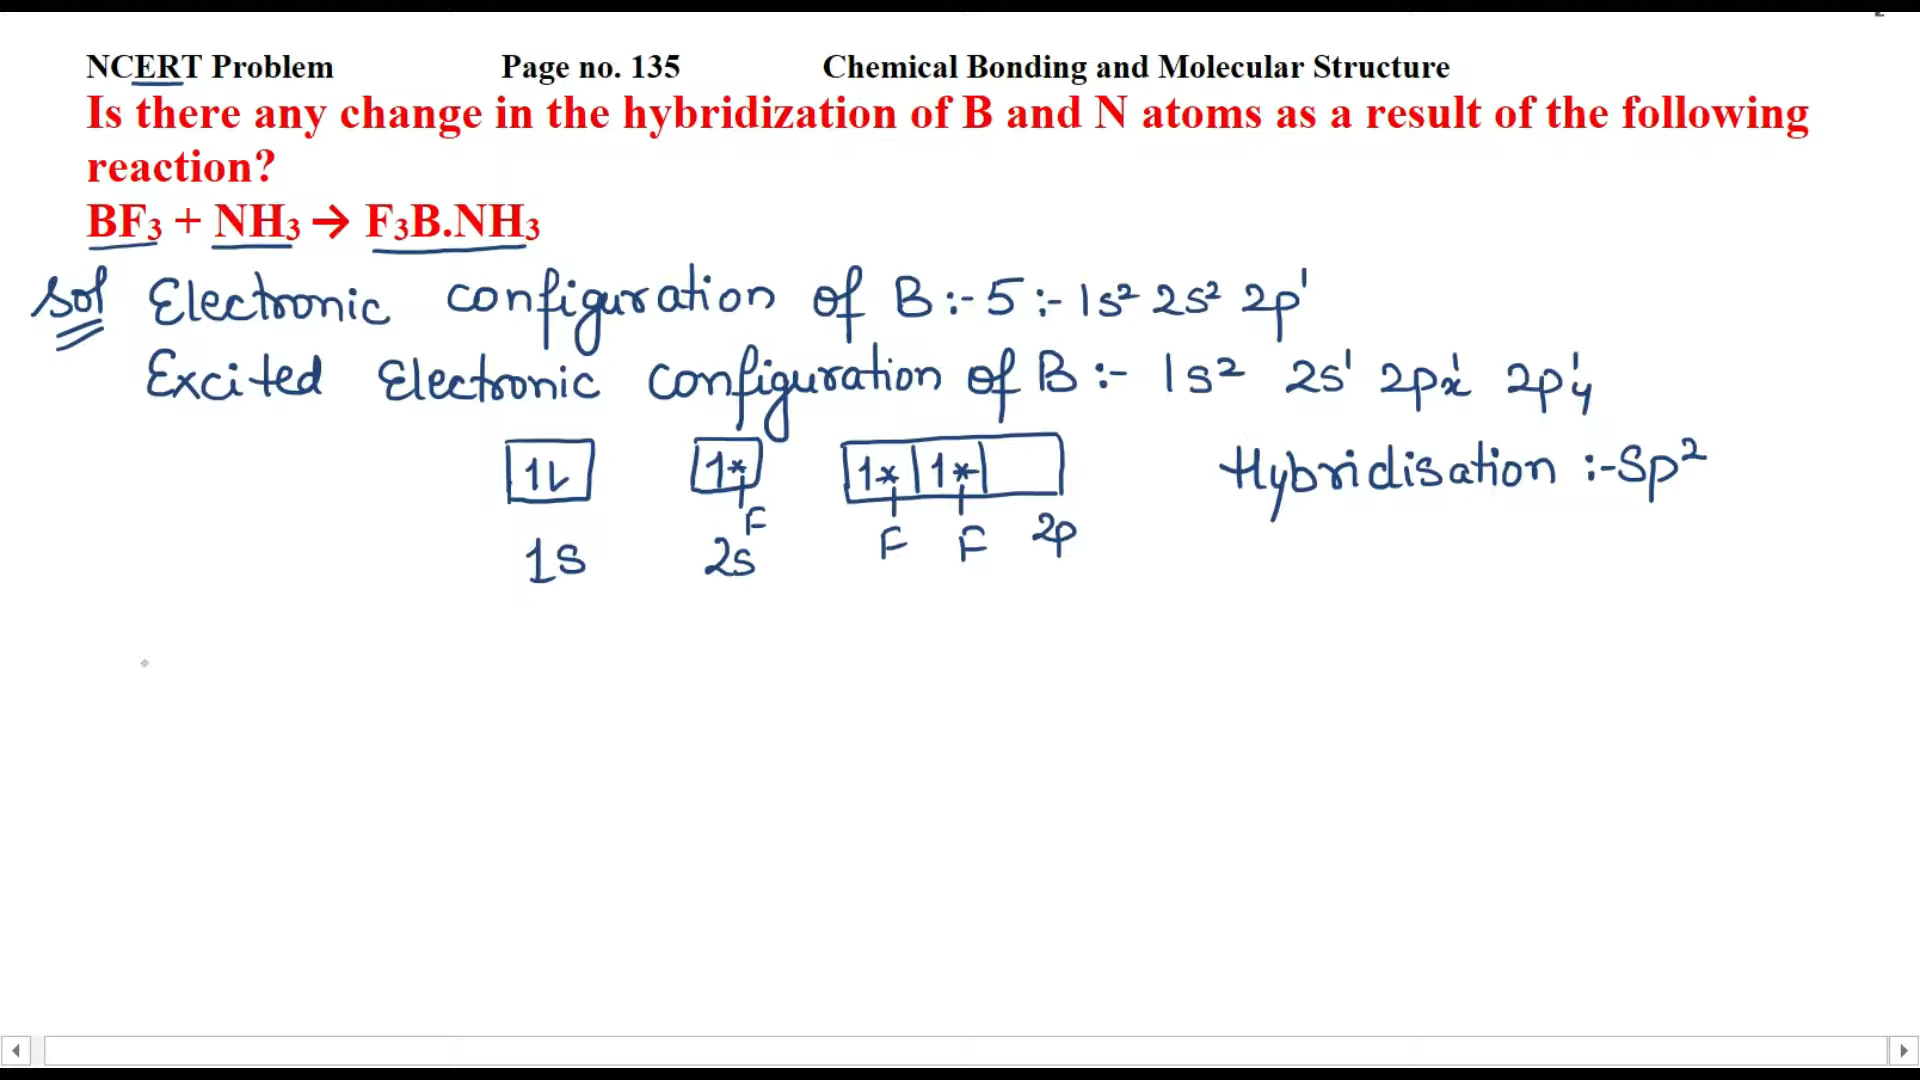 NCERT Problem Page no. 135 Chemical Bonding and Molecular Structure
Is there any change in the hybridization of B and N atoms as a result of the following
reaction?
BF₃ + NH₃ → F₃B.NH₃
Sol Electronic configuration of B:- 5:- 1s² 2s² 2p¹
Excited Electronic configuration of B:- 1s² 2s¹ 2px¹ 2p¹y
1L 1* 1* 1* Hybridisation :- Sp²
F F F 2p
1S 2s